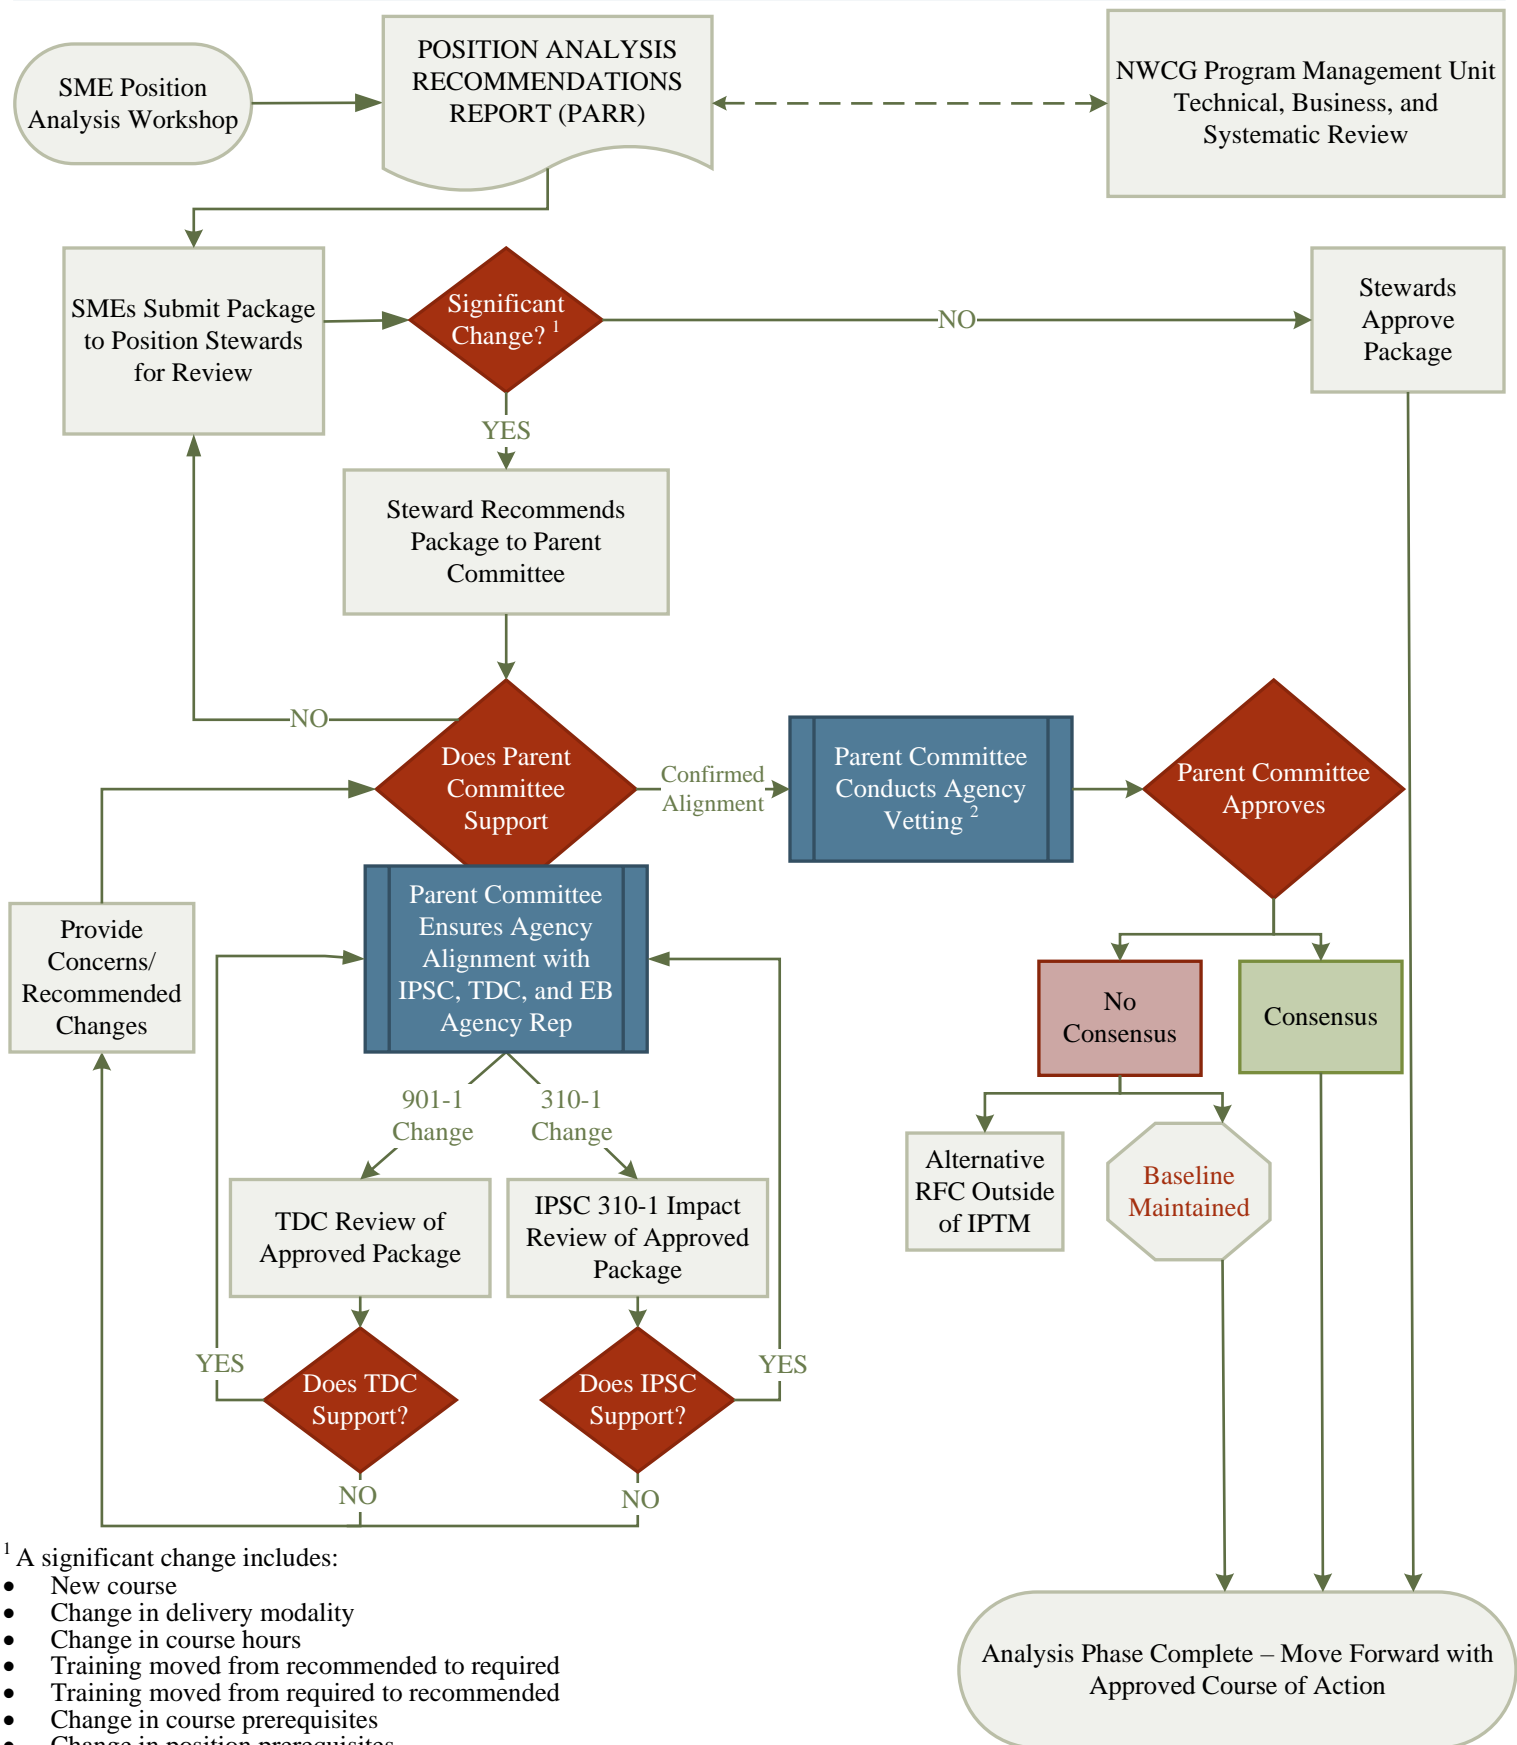 SME Position
Analysis Workshop
POSITION ANALYSIS
RECOMMENDATIONS
REPORT (PARR)
NWCG Program Management Unit
Technical, Business, and
Systematic Review
SMEs Submit Package
to Position Stewards
for Review
Significant
Change? 1
NO
Stewards
Approve
Package
YES
Steward Recommends
Package to Parent
Committee
NO
Does Parent
Committee
Support
Confirmed
Alignment
Parent Committee
Conducts Agency
Vetting 2
Parent Committee
Approves
Provide
Concerns/
Recommended
Changes
Parent Committee
Ensures Agency
Alignment with
IPSC, TDC, and EB
Agency Rep
No
Consensus
Consensus
901-1
Change
310-1
Change
Alternative
RFC Outside
of IPTM
Baseline
Maintained
TDC Review of
Approved Package
IPSC 310-1 Impact
Review of Approved
Package
YES
Does TDC
Support?
Does IPSC
Support?
YES
NO
NO
1 A significant change includes:
• New course
• Change in delivery modality
• Change in course hours
• Training moved from recommended to required
• Training moved from required to recommended
• Change in course prerequisites
• Change in position prerequisites
Analysis Phase Complete – Move Forward with
Approved Course of Action